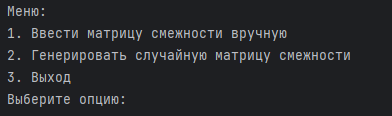 Меню:
1. Ввести матрицу смежности вручную
2. Генерировать случайную матрицу смежности
3. Выход
Выберите опцию: